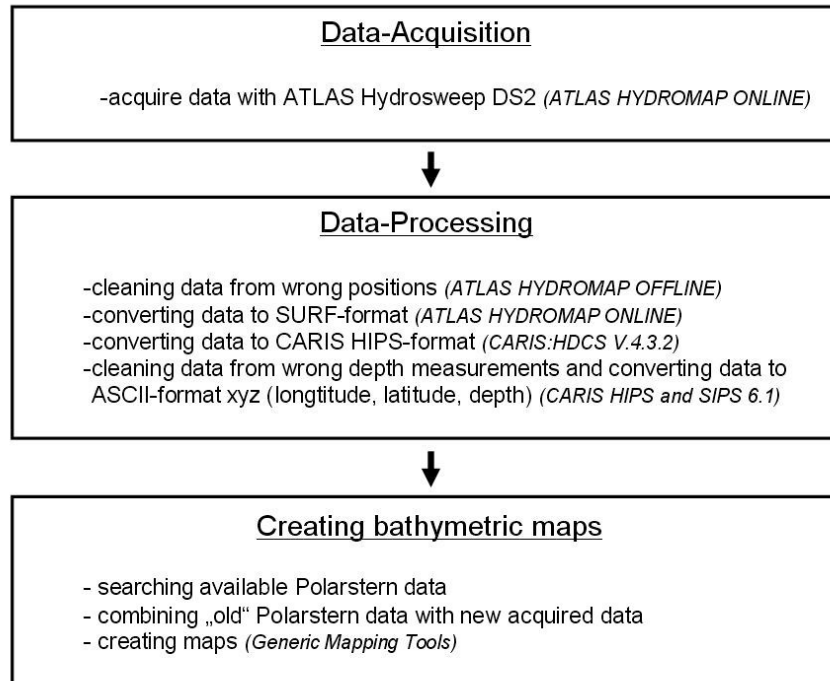 Data-Acquisition
-acquire data with ATLAS Hydrosweep DS2 (ATLAS HYDROMAP ONLINE)
Data-Processing
-cleaning data from wrong positions (ATLAS HYDROMAP OFFLINE)
-converting data to SURF-format (ATLAS HYDROMAP ONLINE)
-converting data to CARIS HIPS-format (CARIS:HDCS V.4.3.2)
-cleaning data from wrong depth measurements and converting data to
ASCII-format xyz (longtitude, latitude, depth) (CARIS HIPS and SIPS 6.1)
Creating bathymetric maps
- searching available Polarstern data
- combining „old“ Polarstern data with new acquired data
- creating maps (Generic Mapping Tools)